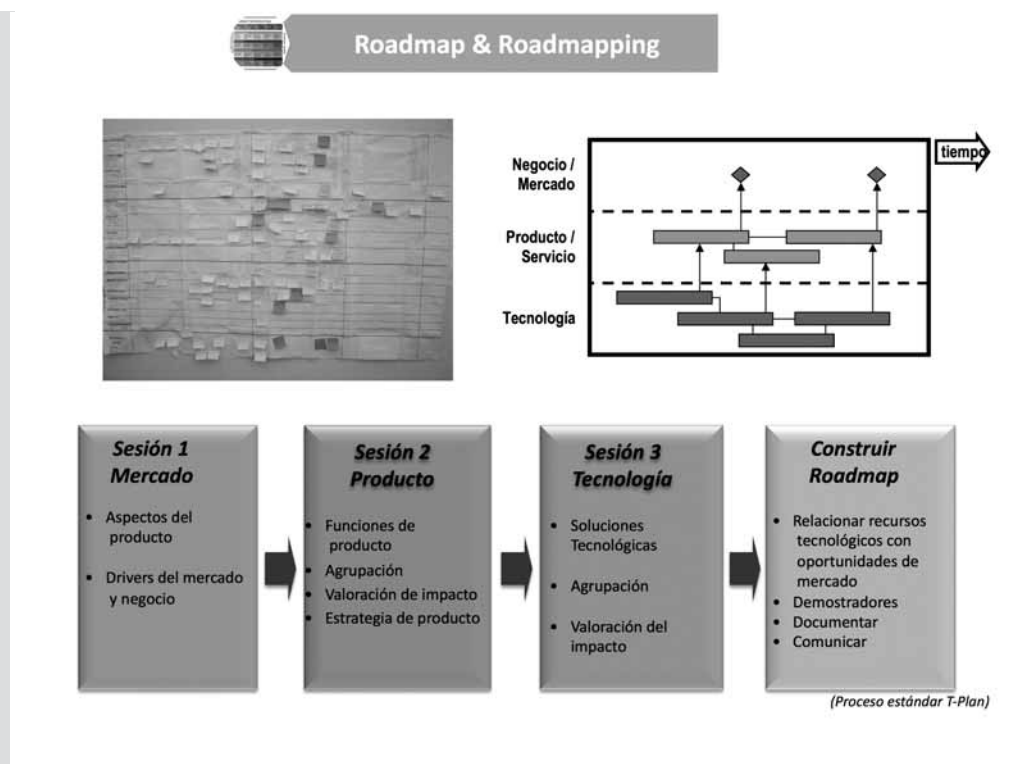 Roadmap & Roadmapping
Negocio /
Mercado
Producto /
Servicio
Tecnología
tiempo
Sesión 1
Mercado
• Aspectos del
producto
• Drivers del mercado
y negocio
Sesión 2
Producto
• Funciones de
producto
• Agrupación
• Valoración de impacto
• Estrategia de producto
Sesión 3
Tecnología
• Soluciones
Tecnológicas
• Agrupación
• Valoración del
impacto
Construir
Roadmap
• Relacionar recursos
tecnológicos con
oportunidades de
mercado
• Demostradores
• Documentar
• Comunicar
(Proceso estándar T-Plan)